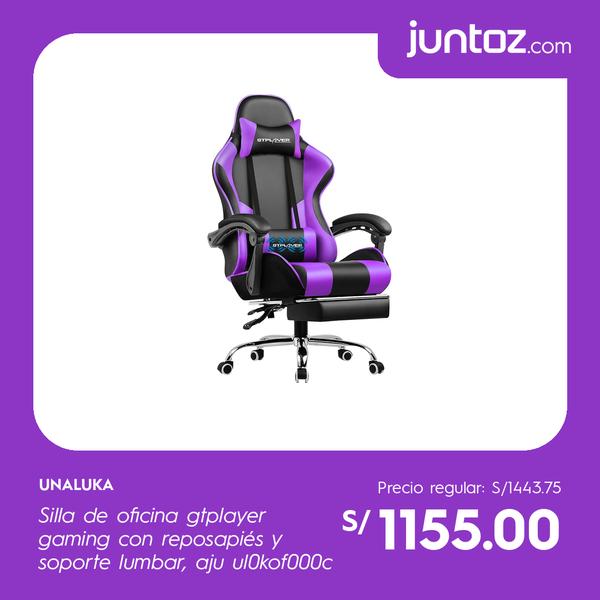 juntoz.com
GTPLAYER
GTPLAYER
UNALUKA
Silla de oficina gtplayer
gaming con reposapiés y
soporte lumbar, aju ul0kof000c
Precio regular: S/1443.75
S/ 1155.00